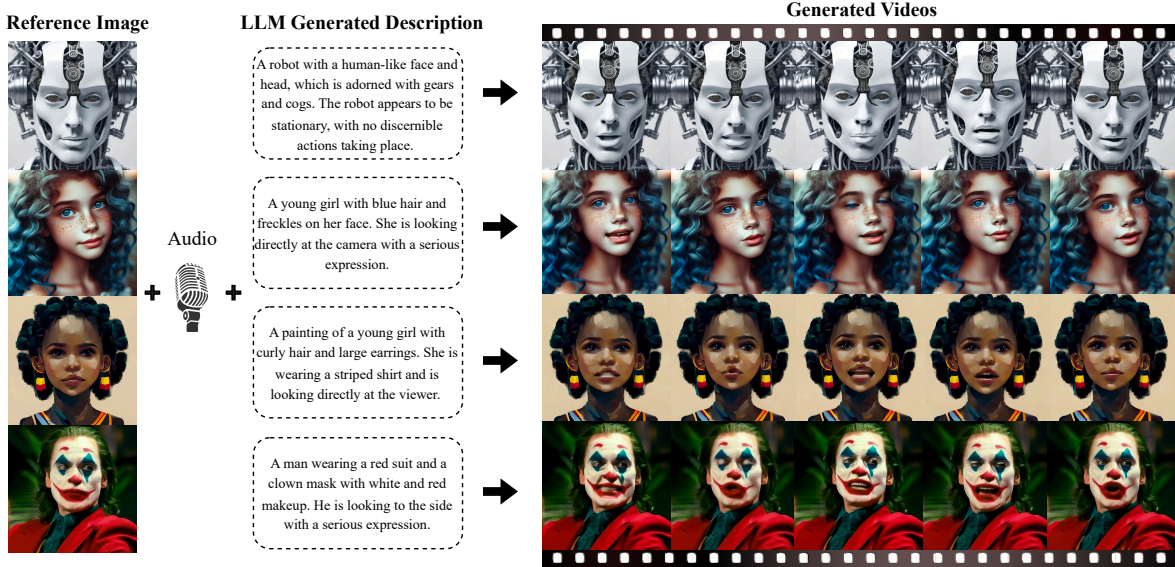 Reference Image
LLM Generated Description
Generated Videos
A robot with a human-like face and
head, which is adorned with gears
and cogs. The robot appears to be
stationary, with no discernible
actions taking place.
A young girl with blue hair and
freckles on her face. She is looking
directly at the camera with a serious
expression.
Audio
A painting of a young girl with
curly hair and large earrings. She is
wearing a striped shirt and is
looking directly at the viewer.
A man wearing a red suit and a
clown mask with white and red
makeup. He is looking to the side
with a serious expression.